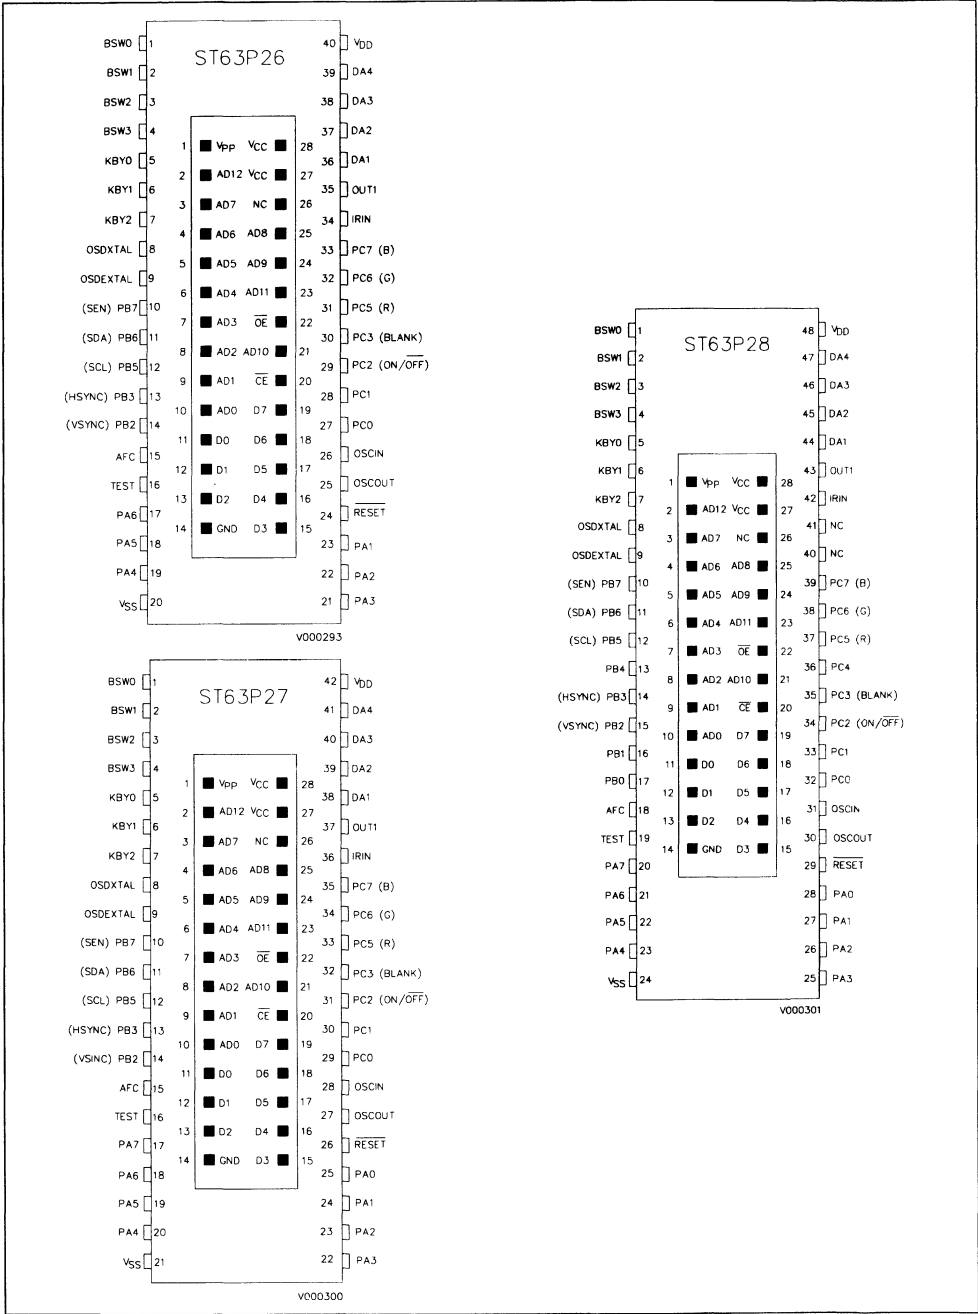 ST63P26
BSW0 1 40 VDD
BSW1 2 39 DA4
BSW2 3 38 DA3
BSW3 4 37 DA2
KBY0 5 36 DA1
KBY1 6 35 OUT1
KBY2 7 34 IRIN
OSDXTAL 8 33 PC7 (B)
OSDEXTAL 9 32 PC6 (G)
(SEN) PB7 10 31 PC5 (R)
(SDA) PB6 11 30 PC3 (BLANK)
(SCL) PB5 12 29 PC2 (ON/OFF)
(HSYNC) PB3 13 28 PC1
(VSYNC) PB2 14 27 PC0
AFC 15 26 OSCIN
TEST 16 25 OSCOUT
PA6 17 24 RESET
PA5 18 23 PA1
PA4 19 22 PA2
VSS 20 21 PA3
1 VPP VCC 28
2 AD12 VCC 27
3 AD7 NC 26
4 AD6 AD8 25
5 AD5 AD9 24
6 AD4 AD11 23
7 AD3 OE 22
8 AD2 AD10 21
9 AD1 CE 20
10 AD0 D7 19
11 D0 D6 18
12 D1 D5 17
13 D2 D4 16
14 GND D3 15
V000293
ST63P27
BSW0 1 42 VDD
BSW1 2 41 DA4
BSW2 3 40 DA3
BSW3 4 39 DA2
KBY0 5 38 DA1
KBY1 6 37 OUT1
KBY2 7 36 IRIN
OSDXTAL 8 35 PC7 (B)
OSDEXTAL 9 34 PC6 (G)
(SEN) PB7 10 33 PC5 (R)
(SDA) PB6 11 32 PC3 (BLANK)
(SCL) PB5 12 31 PC2 (ON/OFF)
(HSYNC) PB3 13 30 PC1
(VSINC) PB2 14 29 PC0
AFC 15 28 OSCIN
TEST 16 27 OSCOUT
PA7 17 26 RESET
PA6 18 25 PA0
PA5 19 24 PA1
PA4 20 23 PA2
VSS 21 22 PA3
1 VPP VCC 28
2 AD12 VCC 27
3 AD7 NC 26
4 AD6 AD8 25
5 AD5 AD9 24
6 AD4 AD11 23
7 AD3 OE 22
8 AD2 AD10 21
9 AD1 CE 20
10 AD0 D7 19
11 D0 D6 18
12 D1 D5 17
13 D2 D4 16
14 GND D3 15
V000300
ST63P28
BSW0 1 48 VDD
BSW1 2 47 DA4
BSW2 3 46 DA3
BSW3 4 45 DA2
KBY0 5 44 DA1
KBY1 6 43 OUT1
KBY2 7 42 IRIN
OSDXTAL 8 41 NC
OSDEXTAL 9 40 NC
(SEN) PB7 10 39 PC7 (B)
(SDA) PB6 11 38 PC6 (G)
(SCL) PB5 12 37 PC5 (R)
PB4 13 36 PC4
(HSYNC) PB3 14 35 PC3 (BLANK)
(VSYNC) PB2 15 34 PC2 (ON/OFF)
PB1 16 33 PC1
PB0 17 32 PC0
AFC 18 31 OSCIN
TEST 19 30 OSCOUT
PA7 20 29 RESET
PA6 21 28 PA0
PA5 22 27 PA1
PA4 23 26 PA2
VSS 24 25 PA3
1 VPP VCC 28
2 AD12 VCC 27
3 AD7 NC 26
4 AD6 AD8 25
5 AD5 AD9 24
6 AD4 AD11 23
7 AD3 OE 22
8 AD2 AD10 21
9 AD1 CE 20
10 AD0 D7 19
11 D0 D6 18
12 D1 D5 17
13 D2 D4 16
14 GND D3 15
V000301